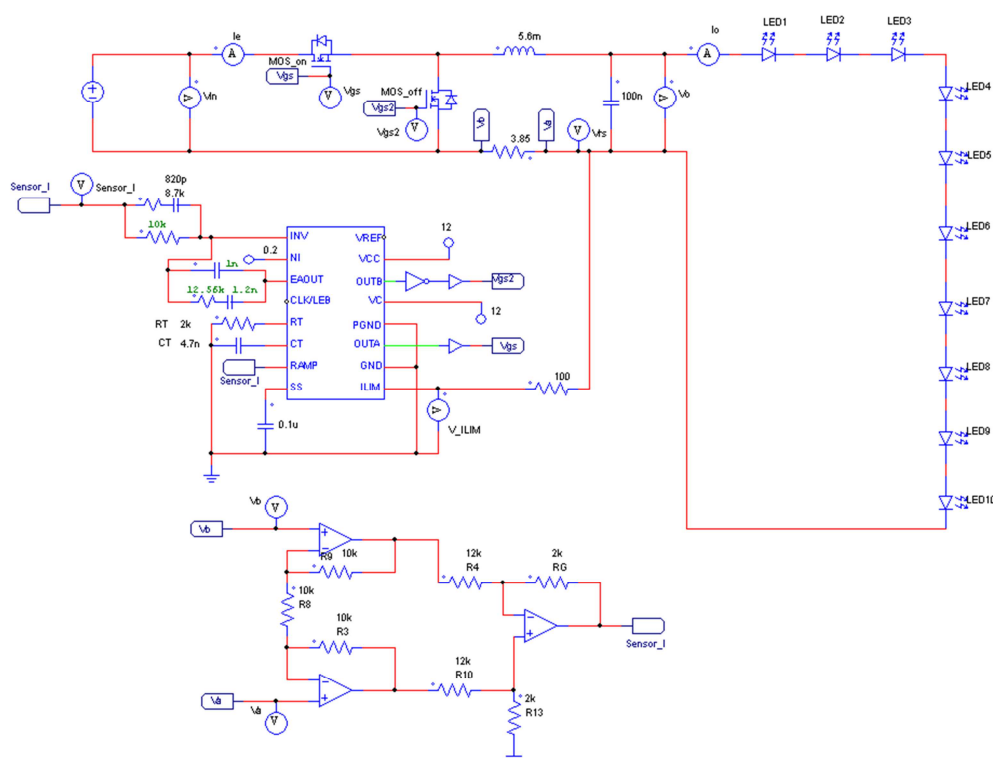 Ie
5.6m
Io
LED1
LED2
LED3
A
A
MOS_on
Vgs
V
Vgs
V
Vin
MOS_off
Vgs2
V
Vgs2
Vb
Va
V
Vrs
3.85
100n
V
Vo
LED4
LED5
LED6
LED7
LED8
LED9
LED10
Sensor_I
V
Sensor_I
820p
8.7k
10k
0.2
1n
12.56k
1.2n
RT
2k
CT
4.7n
Sensor_I
0.1u
INV
NI
EAOUT
CLK/LEB
RT
CT
RAMP
SS
VREF
VCC
OUTB
VC
PGND
OUTA
GND
ILIM
12
Vgs2
12
Vgs
100
V
V_ILIM
Vb
V
Vb
R9
10k
10k
R8
10k
R3
12k
R4
2k
RG
12k
R10
2k
R13
Sensor_I
Va
Va
V